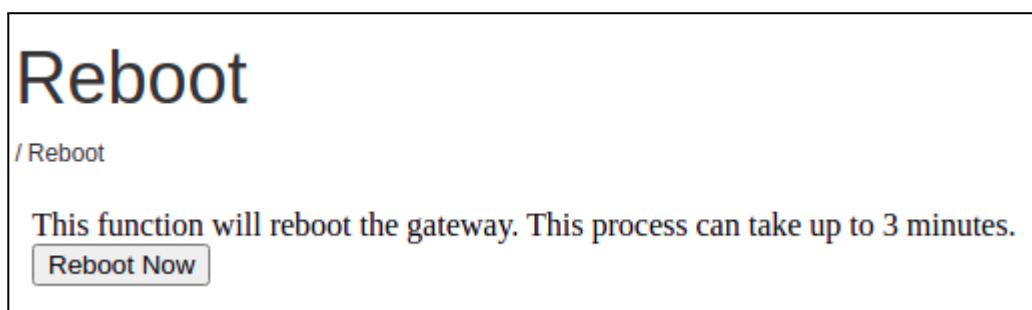 Reboot
/ Reboot
This function will reboot the gateway. This process can take up to 3 minutes.
Reboot Now